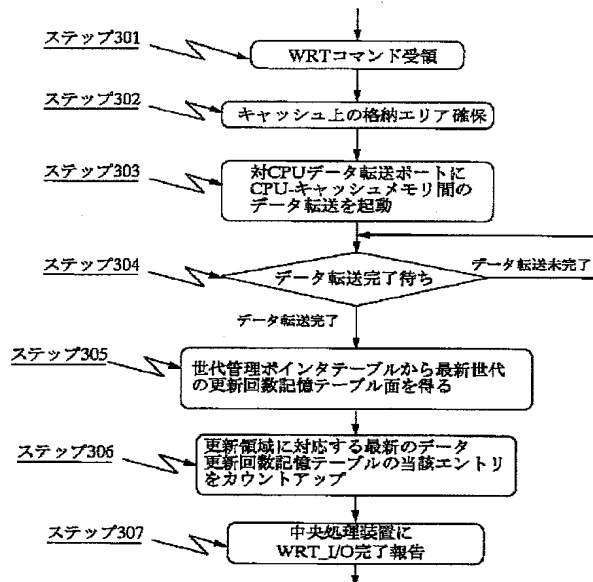 ステップ301
WRTコマンド受領
ステップ302
キャッシュ上の格納エリア確保
ステップ303
対CPUデータ転送ポートに
CPU-キャッシュメモリ間の
データ転送を起動
ステップ304
データ転送完了待ち
データ転送未完了
データ転送完了
ステップ305
世代管理ポインタテーブルから最新世代
の更新回数記憶テーブル面を得る
ステップ306
更新領域に対応する最新のデータ
更新回数記憶テーブルの当該エントリ
をカウントアップ
ステップ307
中央処理装置に
WRT_I/O完了報告